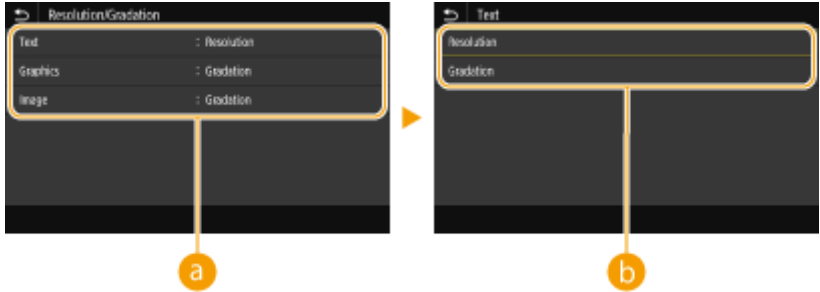 Resolution/Gradation
Text : Resolution
Graphics : Gradation
Image : Gradation
a
Text
Resolution
Gradation
b